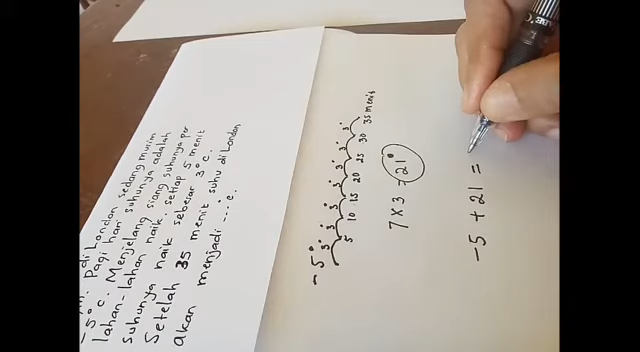 di London sedang musim
-5°C. Pagi hari suhunya adalah
Menjelang siang suhunya per
lahan-lahan naik. setiap 5 menit
suhunya naik sebesar 3°C.
Setelah 35 menit suhu di London
akan menjadi ....°C.
-5°
3° 3° 3° 3° 3° 3° 3°
5 10 15 20 25 30 35 menit
7 x 3 = 21°
-5 + 21 =